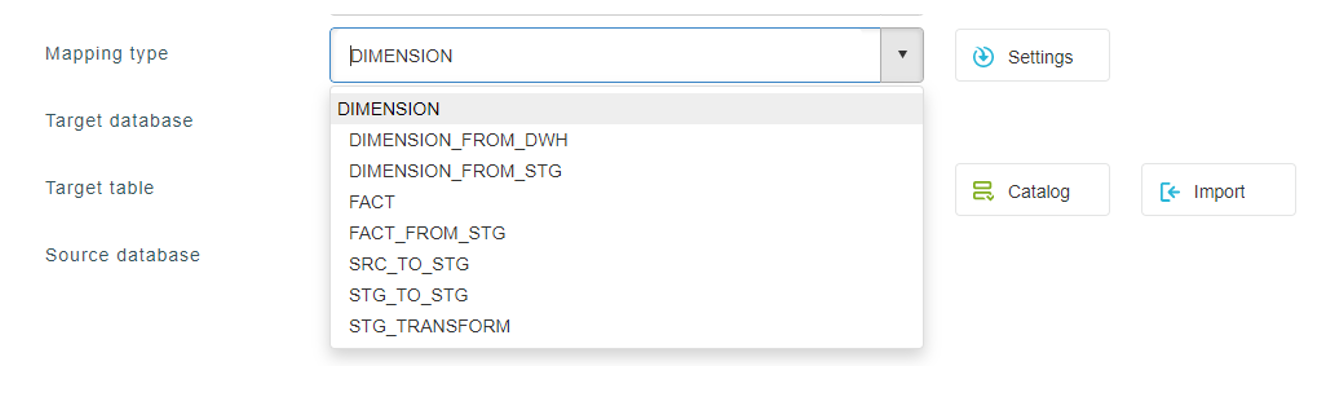 Mapping type
DIMENSION
Settings
DIMENSION
Target database
DIMENSION_FROM_DWH
DIMENSION_FROM_STG
Target table
FACT
Catalog
Import
FACT_FROM_STG
Source database
SRC_TO_STG
STG_TO_STG
STG_TRANSFORM